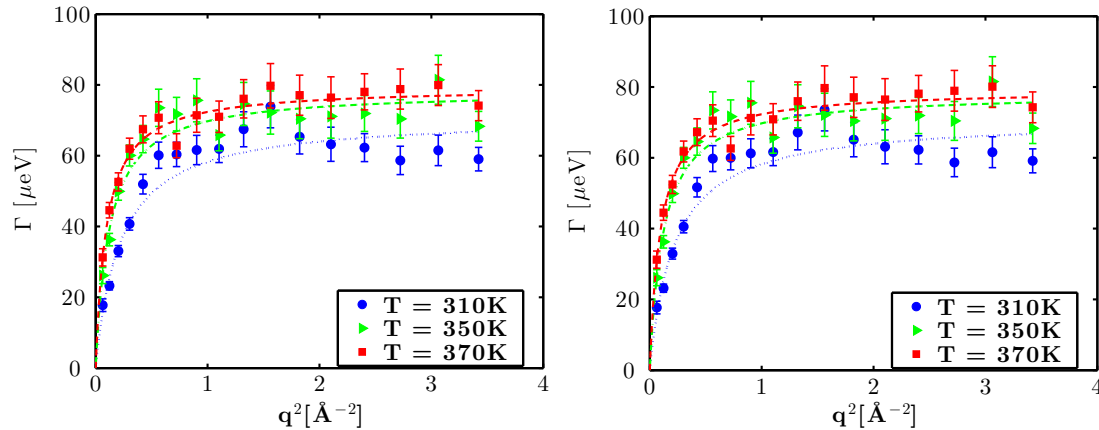 100
80
60
40
20
0
Γ [μeV]
0 1 2 3 4
q²[Å⁻²]
T = 310K
T = 350K
T = 370K
100
80
60
40
20
0
Γ [μeV]
0 1 2 3 4
q²[Å⁻²]
T = 310K
T = 350K
T = 370K